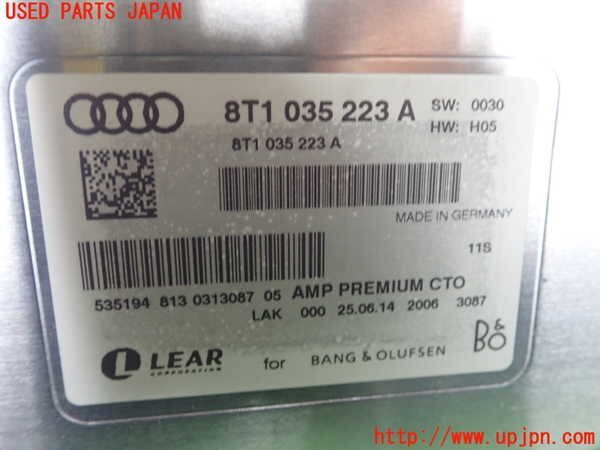 USED PARTS JAPAN
8T1 035 223 A SW: 0030
HW: H05
8T1 035 223 A
MADE IN GERMANY
11S
535194 813 0313087 05 AMP PREMIUM CTO
LAK 000 25.06.14 2006 3087
LEAR CORPORATION for BANG & OLUFSEN B&O
http://www.upjpn.com/